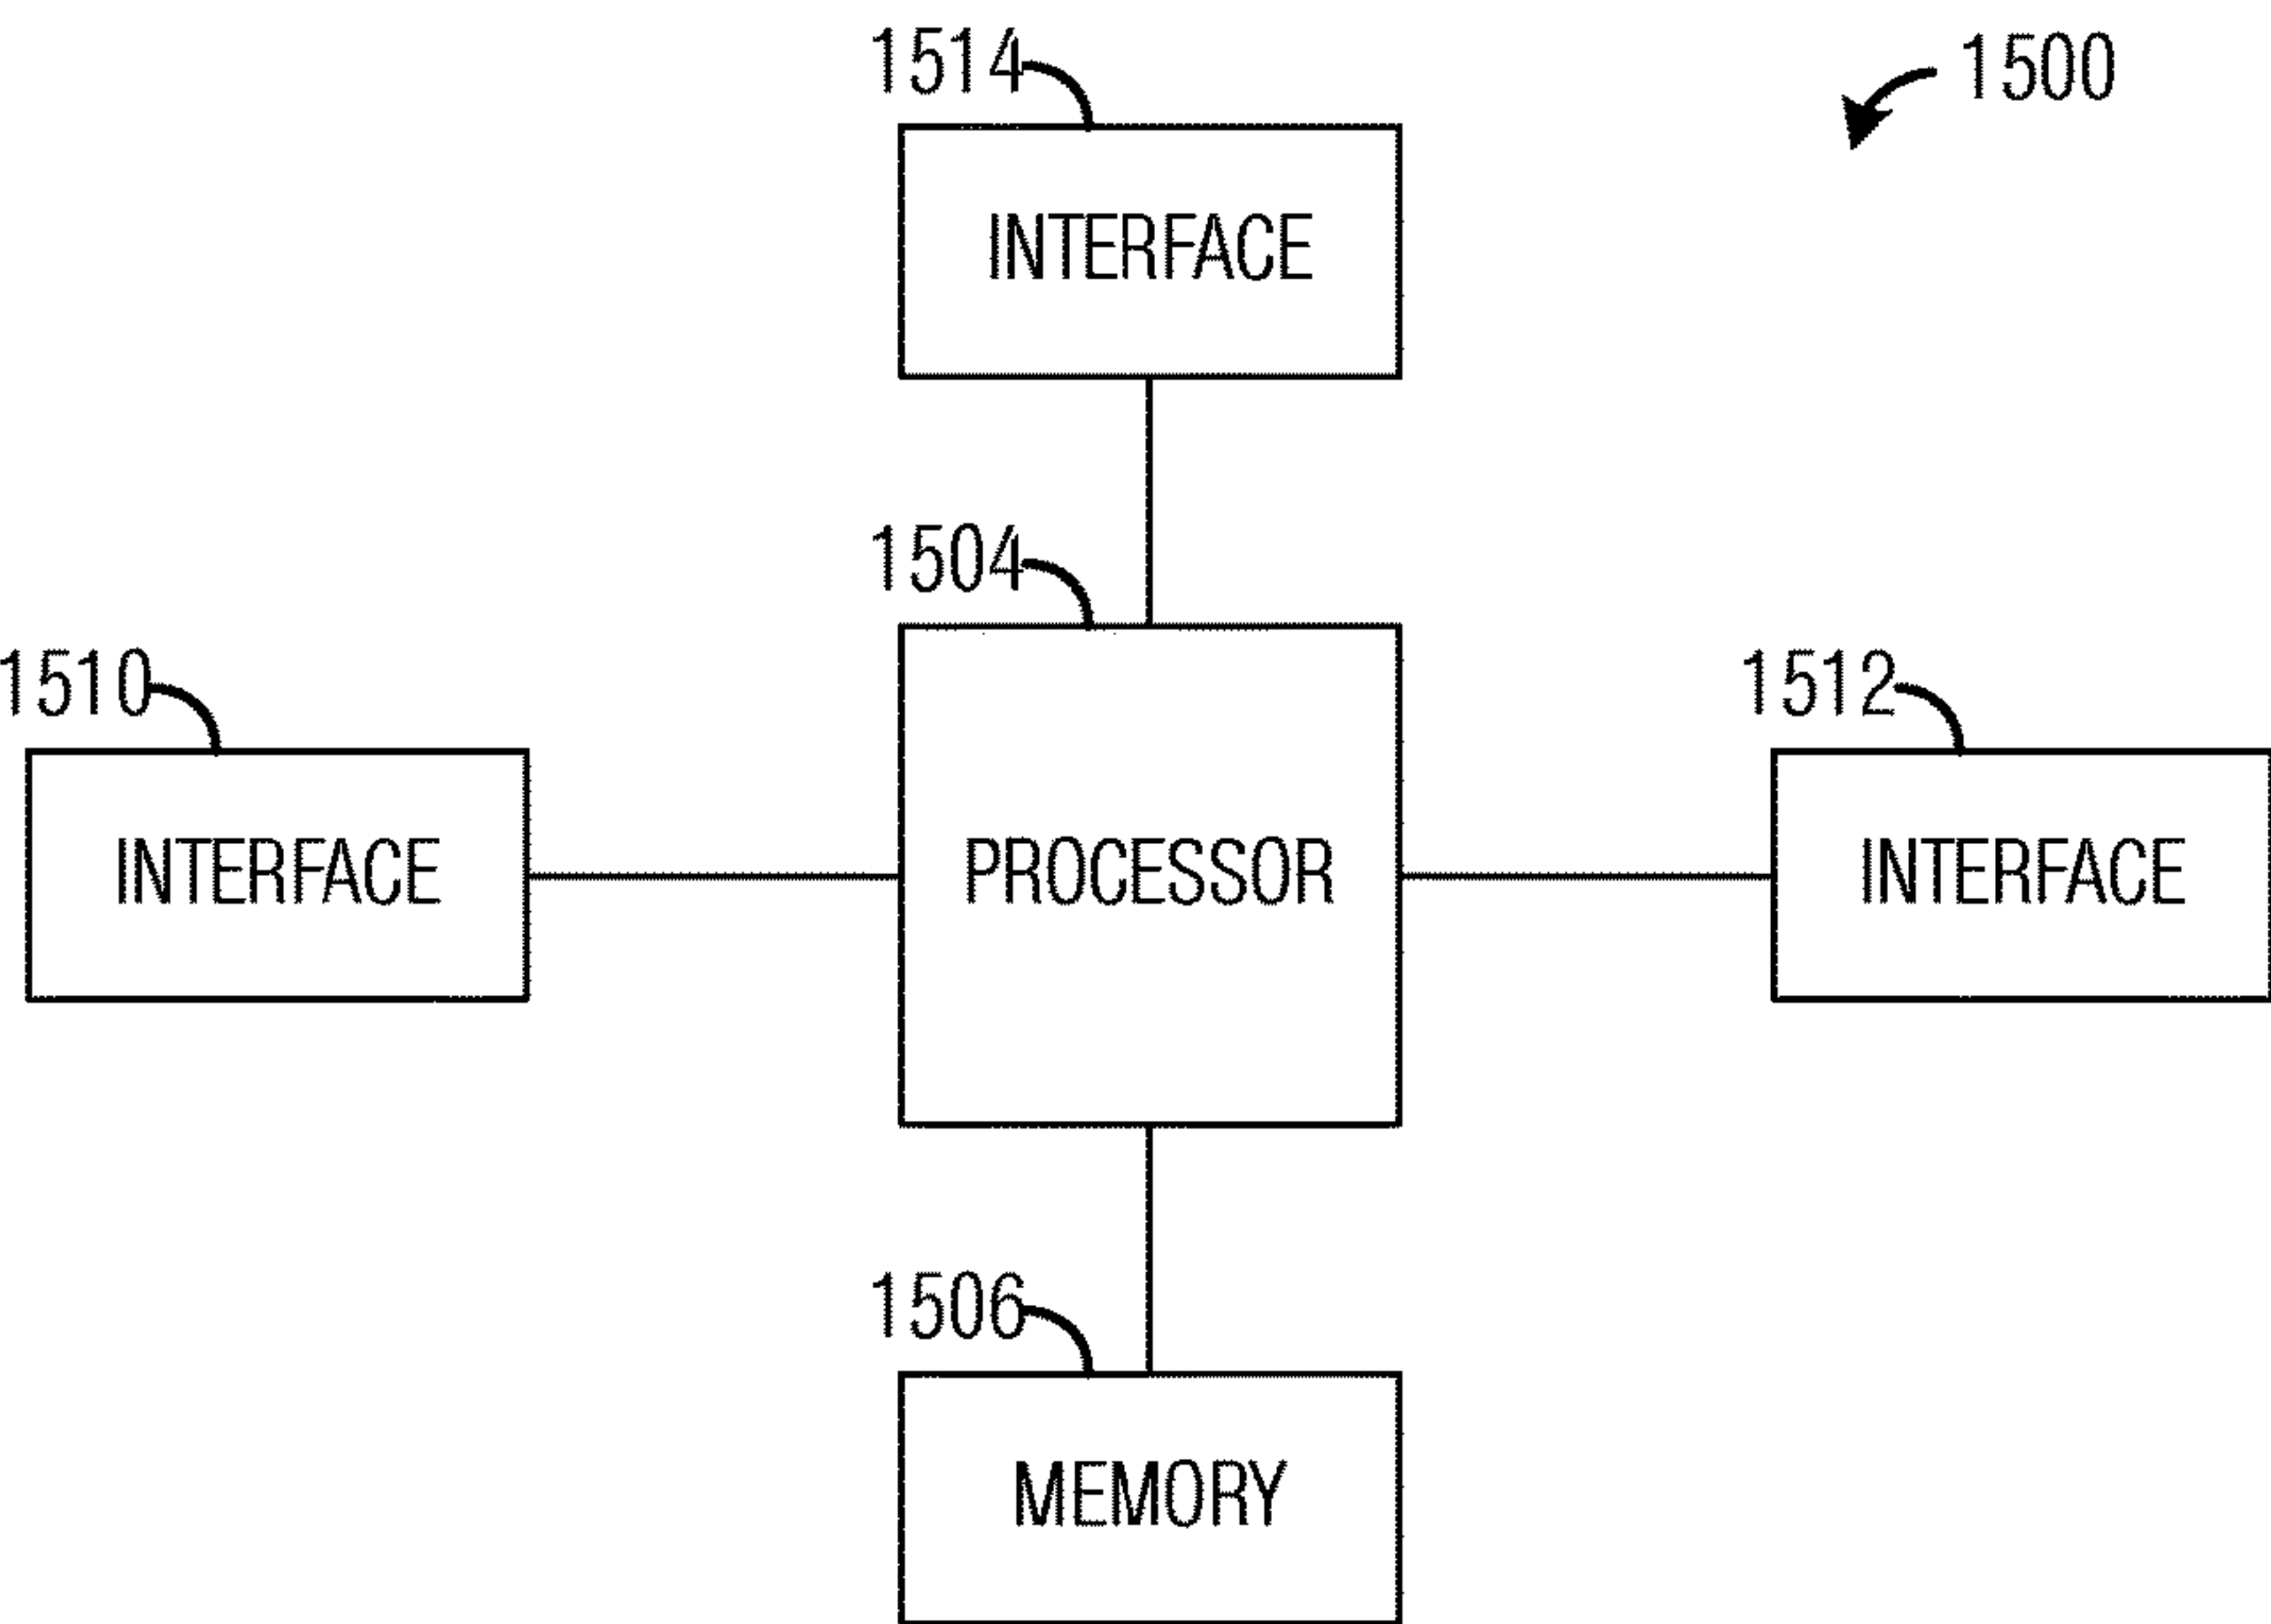 1514
1500
INTERFACE
1504
1510
1512
INTERFACE
PROCESSOR
INTERFACE
1506
MEMORY